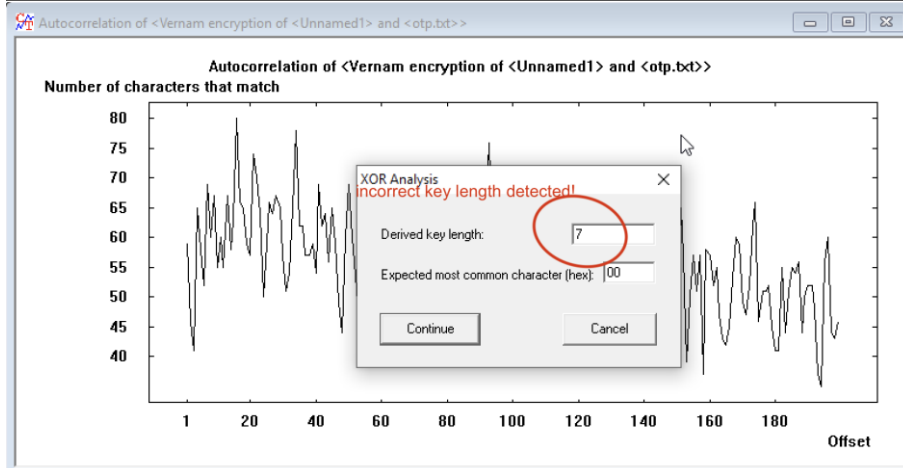 Autocorrelation of <Vernam encryption of <Unnamed1> and <otp.txt>>
Autocorrelation of <Vernam encryption of <Unnamed1> and <otp.txt>>
Number of characters that match
80
75
70
65
60
55
50
45
40
XOR Analysis
incorrect key length detected!
Derived key length: 7
Expected most common character (hex): 00
Continue Cancel
1 20 40 60 80 100 120 140 160 180
Offset